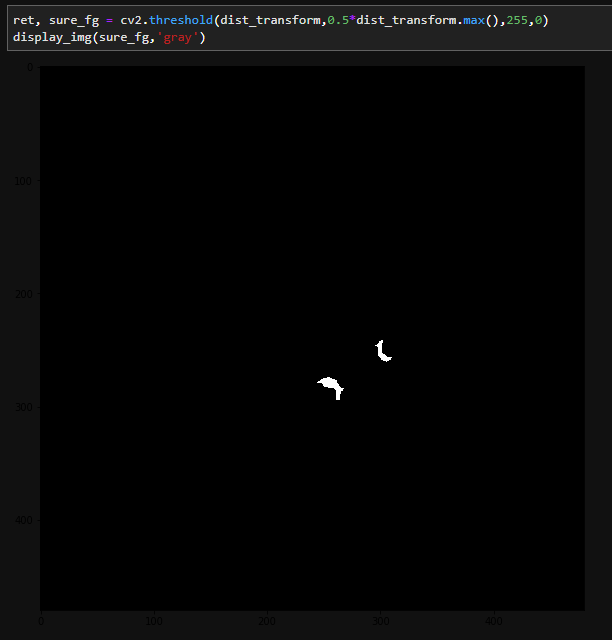 ret, sure_fg = cv2.threshold(dist_transform,0.5*dist_transform.max(),255,0)
display_img(sure_fg,'gray')
0
100
200
300
400
0 100 200 300 400